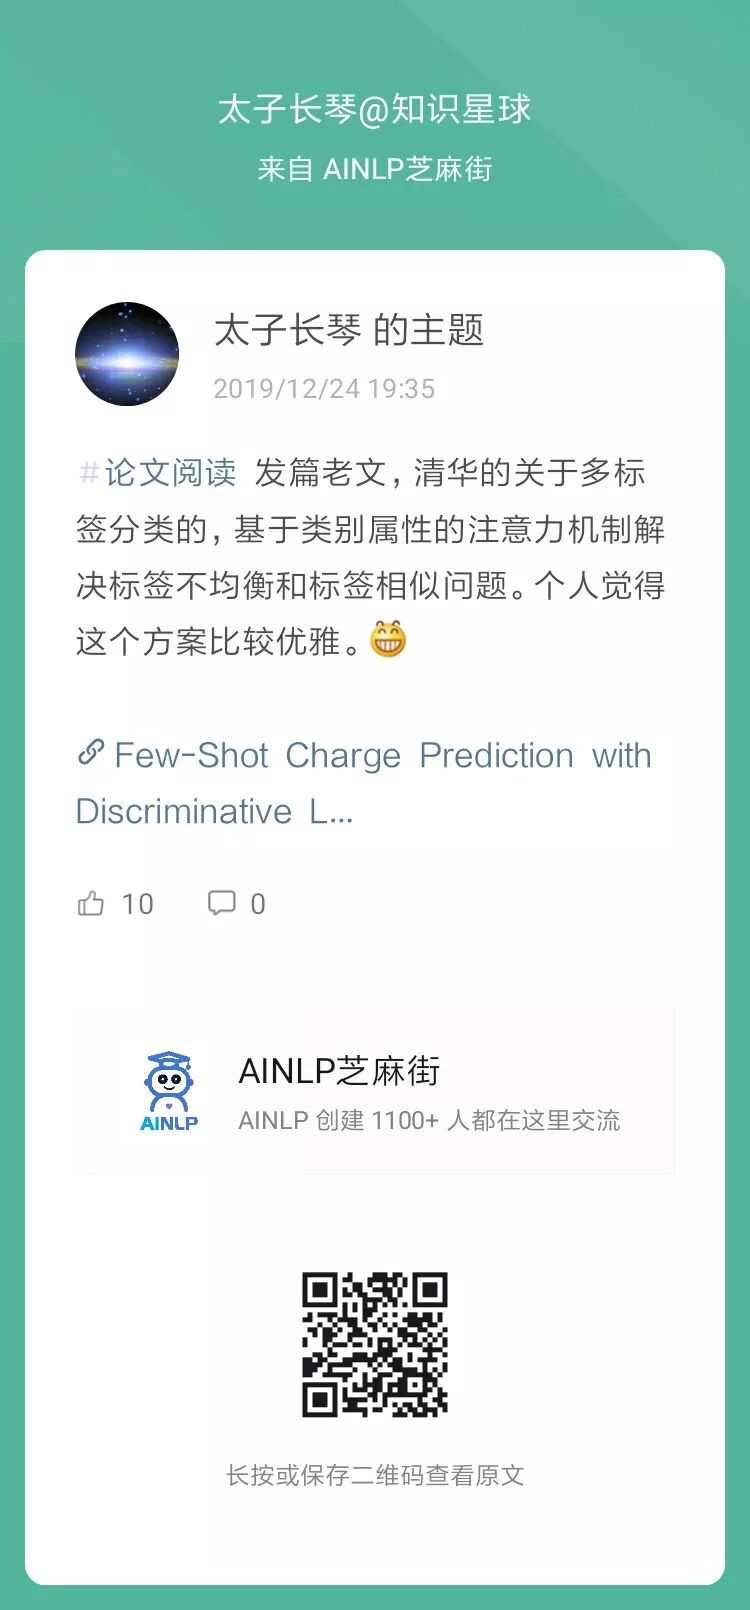 太子长琴@知识星球
来自 AINLP芝麻街
太子长琴 的主题
2019/12/24 19:35
#论文阅读 发篇老文，清华的关于多标
签分类的，基于类别属性的注意力机制解
决标签不均衡和标签相似问题。个人觉得
这个方案比较优雅。😁
Few-Shot Charge Prediction with
Discriminative L...
10 0
AINLP
AINLP芝麻街
AINLP 创建 1100+ 人都在这里交流
长按或保存二维码查看原文